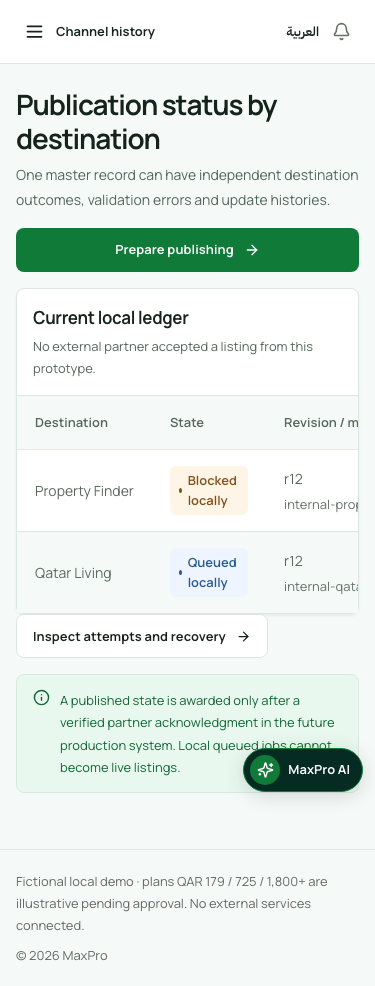 Channel history
العربية
Publication status by
destination
One master record can have independent destination
outcomes, validation errors and update histories.
Prepare publishing
Current local ledger
No external partner accepted a listing from this
prototype.
Destination State Revision / m
Property Finder Blocked locally r12 internal-prop
Qatar Living Queued locally r12 internal-qata
Inspect attempts and recovery
A published state is awarded only after a
verified partner acknowledgment in the future
production system. Local queued jobs cannot
become live listings.
MaxPro AI
Fictional local demo · plans QAR 179 / 725 / 1,800+ are
illustrative pending approval. No external services
connected.
© 2026 MaxPro